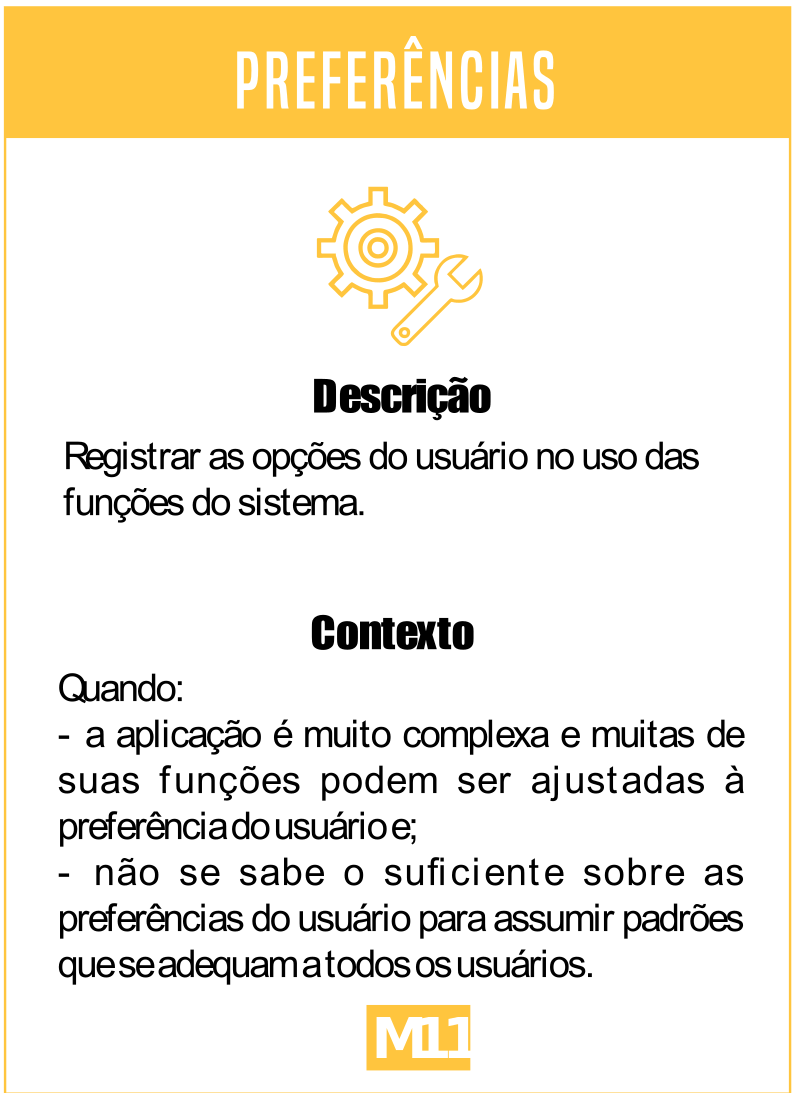 PREFERÊNCIAS
Descrição
Registrar as opções do usuário no uso das
funções do sistema.
Contexto
Quando:
- a aplicação é muito complexa e muitas de
suas funções podem ser ajustadas à
preferência do usuário e;
- não se sabe o suficiente sobre as
preferências do usuário para assumir padrões
que se adequam a todos os usuários.
M11